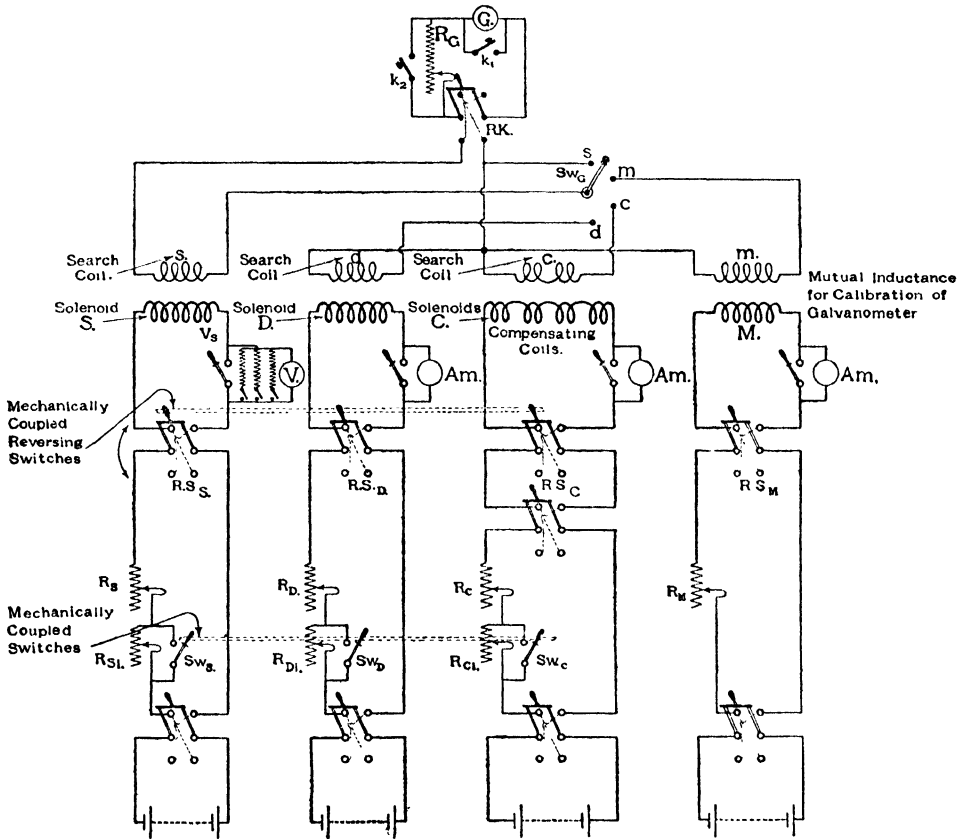 G.
R_G
k₁
k₂
RK.
S
Sw_G
m
C
d
Search Coil.
s.
Search Coil
d
Search Coil
c.
m.
Mutual Inductance
for Calibration of
Galvanometer
Solenoid
S.
Solenoid
D.
Solenoids
C.
Compensating
Coils.
M.
V_S
V.
Am.
Am.
Am.
Mechanically
Coupled
Reversing
Switches
R.S_S.
R.S._D.
R S_C
R S_M
R_S
R_D.
R_C
R_M
Mechanically
Coupled
Switches
R_S1.
Sw_S.
R_D1.
Sw_D
R_C1.
Sw_C